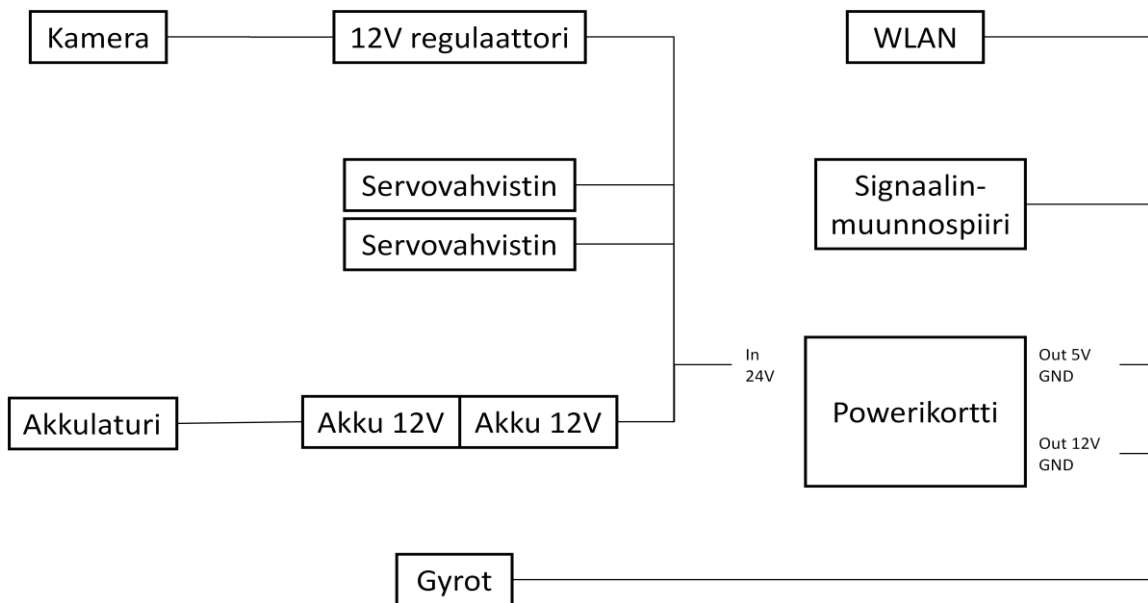 Kamera
12V regulaattori
WLAN
Servovahvistin
Servovahvistin
Signaalin-
muunnospiiri
In
24V
Powerikortti
Out 5V
GND
Out 12V
GND
Akkulaturi
Akku 12V
Akku 12V
Gyrot